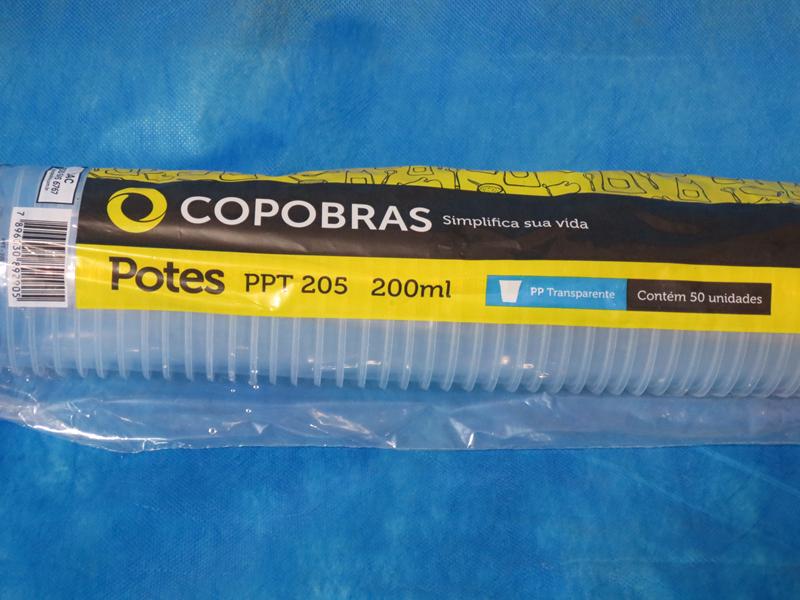 COPOBRAS Simplifica sua vida
Potes PPT 205 200ml PP Transparente Contém 50 unidades